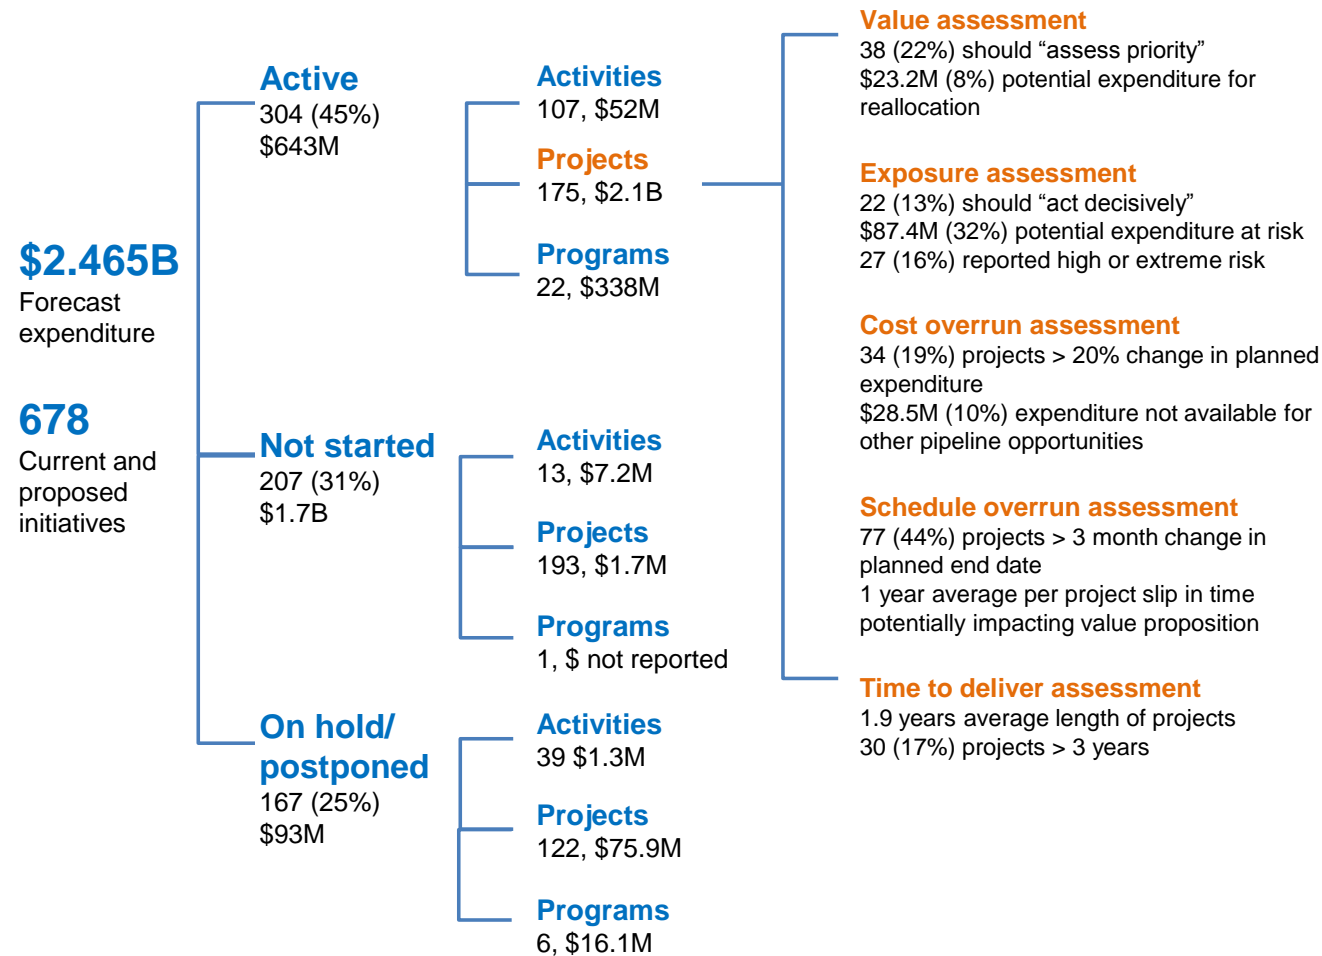 $2.465B
Forecast
expenditure
678
Current and
proposed
initiatives
Active
304 (45%)
$643M
Activities
107, $52M
Projects
175, $2.1B
Programs
22, $338M
Not started
207 (31%)
$1.7B
Activities
13, $7.2M
Projects
193, $1.7M
Programs
1, $ not reported
On hold/
postponed
167 (25%)
$93M
Activities
39 $1.3M
Projects
122, $75.9M
Programs
6, $16.1M
Value assessment
38 (22%) should “assess priority”
$23.2M (8%) potential expenditure for
reallocation
Exposure assessment
22 (13%) should “act decisively”
$87.4M (32%) potential expenditure at risk
27 (16%) reported high or extreme risk
Cost overrun assessment
34 (19%) projects > 20% change in planned
expenditure
$28.5M (10%) expenditure not available for
other pipeline opportunities
Schedule overrun assessment
77 (44%) projects > 3 month change in
planned end date
1 year average per project slip in time
potentially impacting value proposition
Time to deliver assessment
1.9 years average length of projects
30 (17%) projects > 3 years